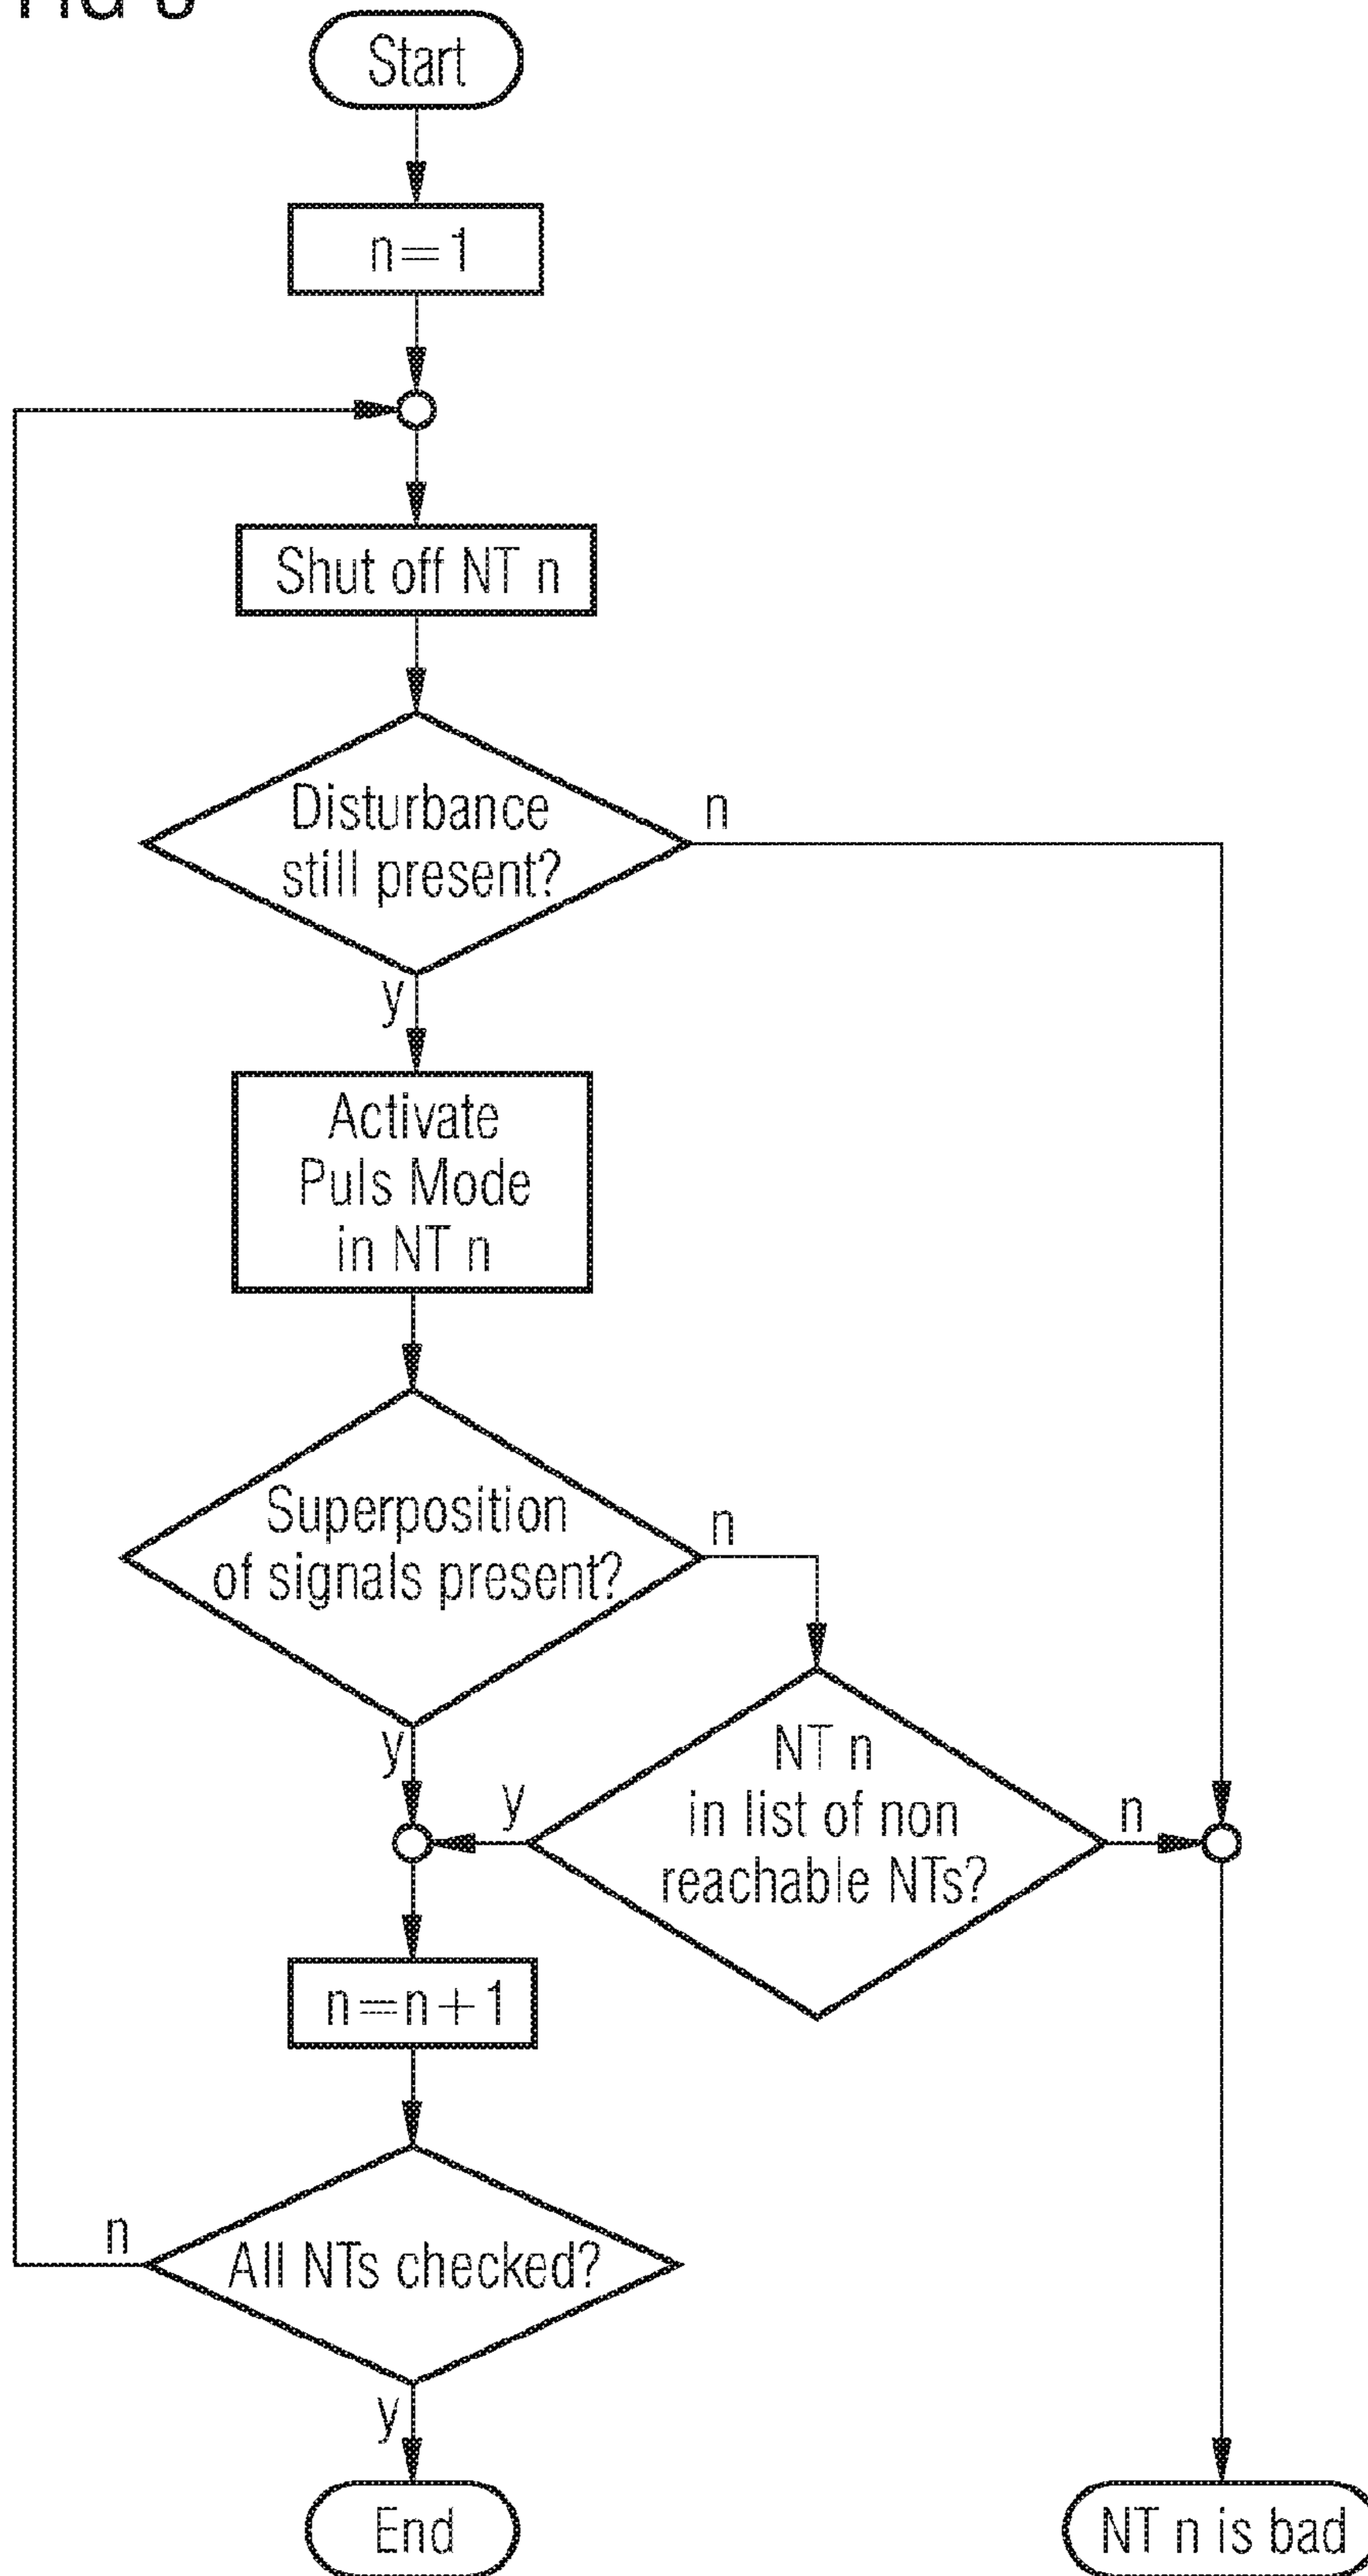 Start
n=1
Shut off NT n
Disturbance
still present?
n
y
Activate
Puls Mode
in NT n
Superposition
of signals present?
n
y
NT n
in list of non
reachable NTs?
y
n
n=n+1
All NTs checked?
n
y
End
NT n is bad